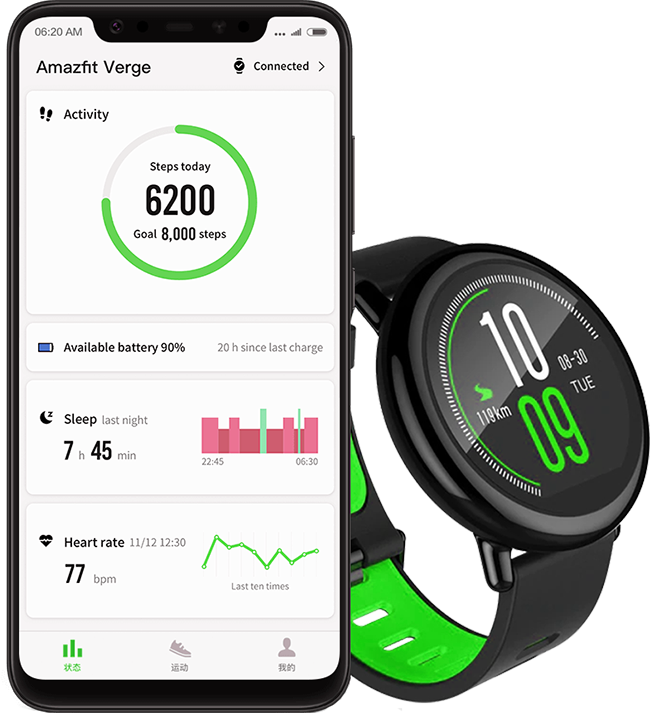 06:20 AM
Amazfit Verge
Connected
Activity
Steps today
6200
Goal 8,000 steps
Available battery 90%
20 h since last charge
Sleep last night
7 h 45 min
22:45
06:30
Heart rate 11/12 12:30
77 bpm
Last ten times
状态
运动
我的
10
08-30
TUE
09
119km